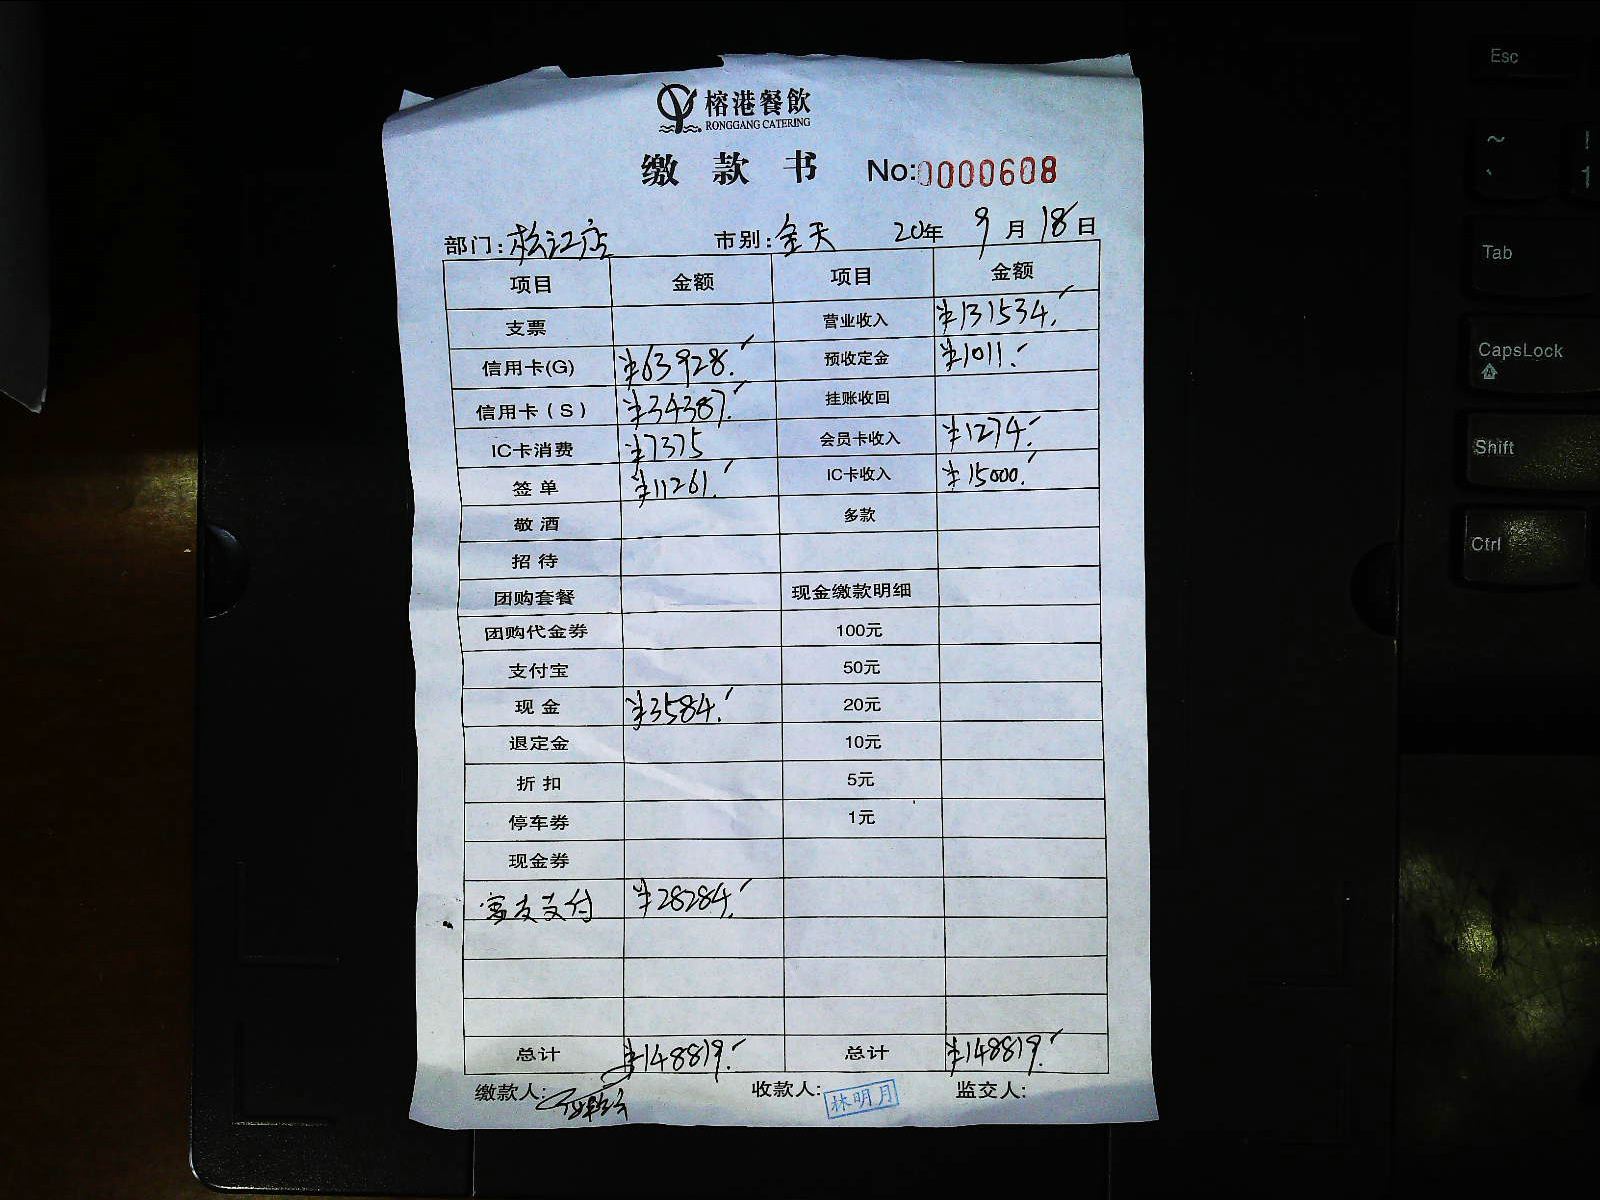 榕港餐飲
RONGGANG CATERING
缴款书 No:0000608
部门:松江店 市别:全天 20年 9月18日
项目 金额 项目 金额
支票 营业收入 ¥131534.
信用卡(G) ¥63928. 预收定金 ¥1011.
信用卡(S) ¥34387. 挂账收回
IC卡消费 ¥7375 会员卡收入 ¥1274.
签单 ¥11261. IC卡收入 ¥15000.
敬酒 多款
招待
团购套餐 现金缴款明细
团购代金券 100元
支付宝 50元
现金 ¥3584. 20元
退定金 10元
折扣 5元
停车券 1元
现金券
支付 ¥28284.
总计 ¥148819. 总计 ¥148819.
缴款人: 收款人:林明月 监交人:
Esc
~
Tab
CapsLock
Shift
Ctrl